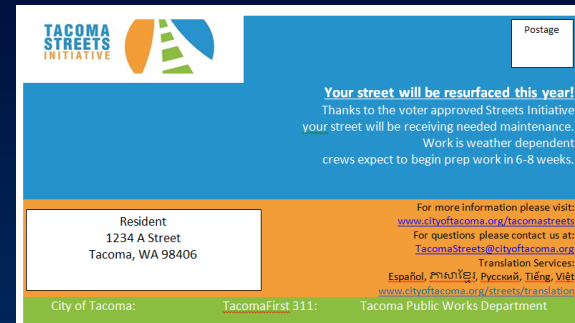 TACOMA
STREETS
INITIATIVE
Postage
Your street will be resurfaced this year!
Thanks to the voter approved Streets Initiative
your street will be receiving needed maintenance.
Work is weather dependent
crews expect to begin prep work in 6-8 weeks.
For more information please visit:
www.cityoftacoma.org/tacomastreets
For questions please contact us at:
TacomaStreets@cityoftacoma.org
Translation Services:
Español, ភាសាខ្មែរ, Русский, Tiếng, Việt
www.cityoftacoma.org/streets/translation
Resident
1234 A Street
Tacoma, WA 98406
City of Tacoma: TacomaFirst 311: Tacoma Public Works Department